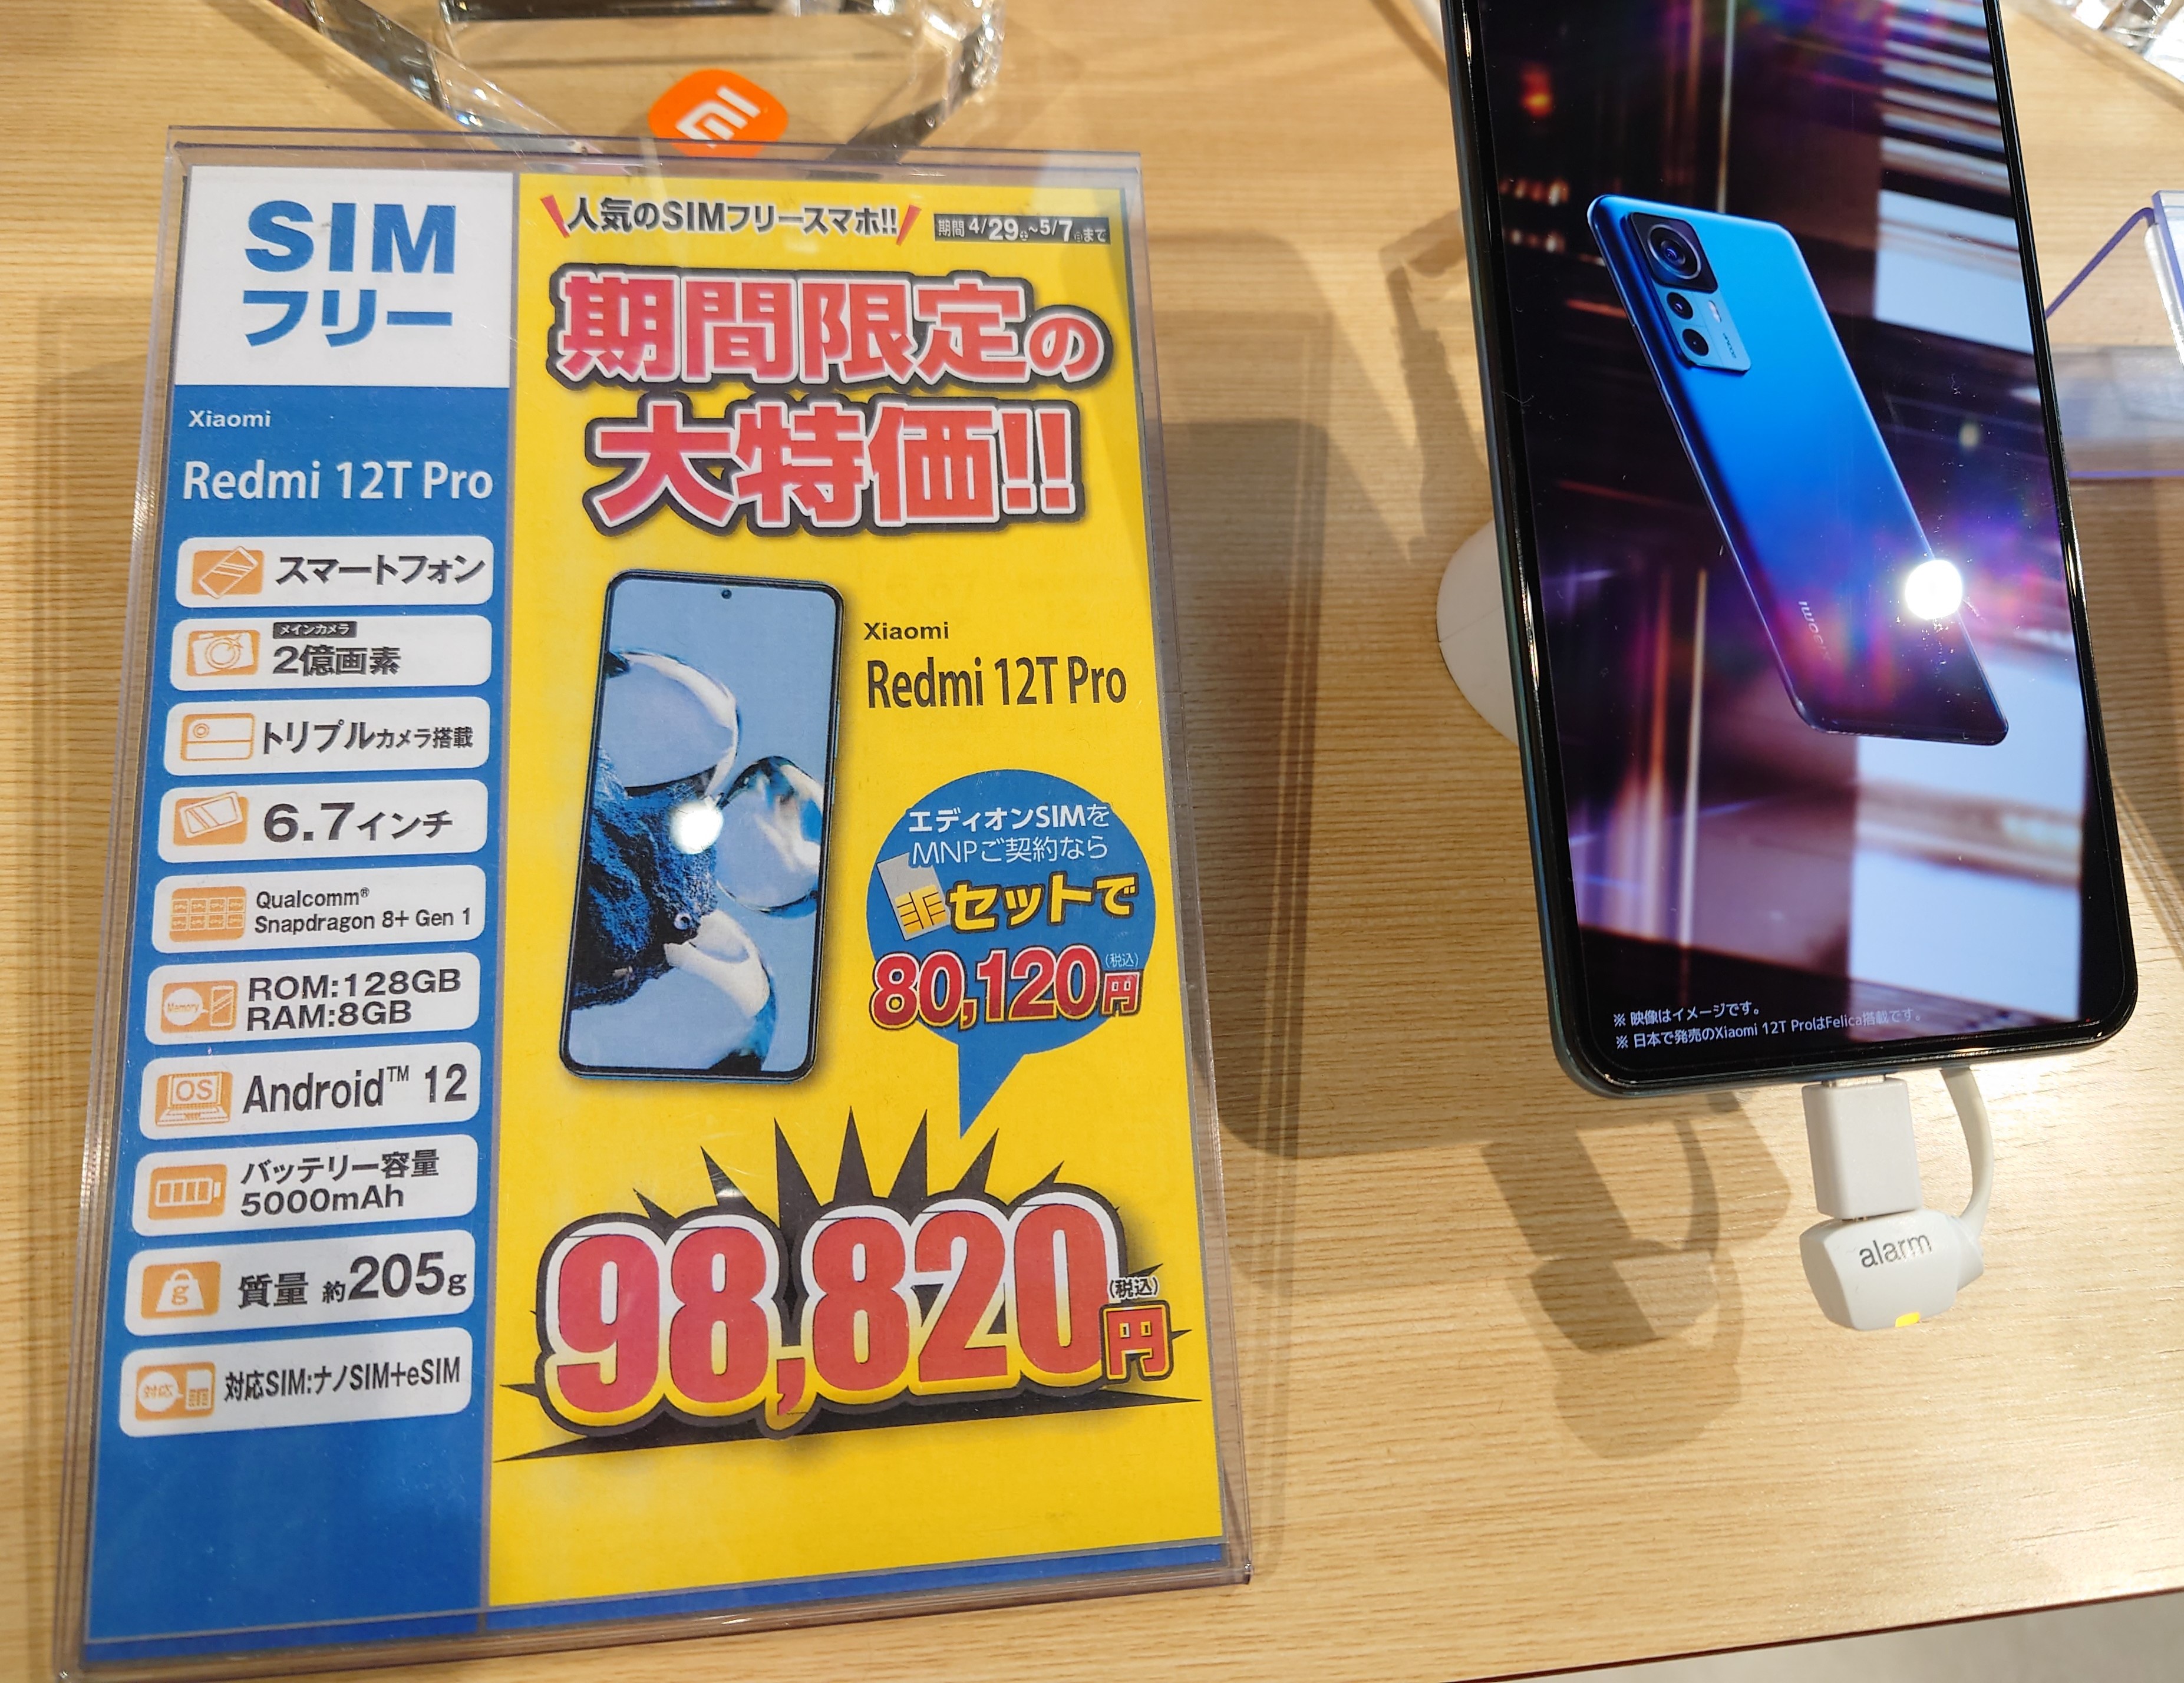 SIM
フリー
Xiaomi
Redmi 12T Pro
スマートフォン
メインカメラ
2億画素
トリプルカメラ搭載
6.7インチ
Qualcomm®
Snapdragon 8+ Gen 1
Memory
ROM:128GB
RAM:8GB
OS
Android™ 12
バッテリー容量
5000mAh
g
質量 約205g
対応SIM:ナノSIM+eSIM
人気のSIMフリースマホ!!
期間 4/29㊏~5/7㊐まで
期間限定の
大特価!!
Xiaomi
Redmi 12T Pro
エディオンSIMを
MNPご契約なら
セットで
80,120円
(税込)
98,820円
(税込)
mi
xiaomi
※ 映像はイメージです。
※ 日本で発売のXiaomi 12T ProはFelica搭載です。
alarm